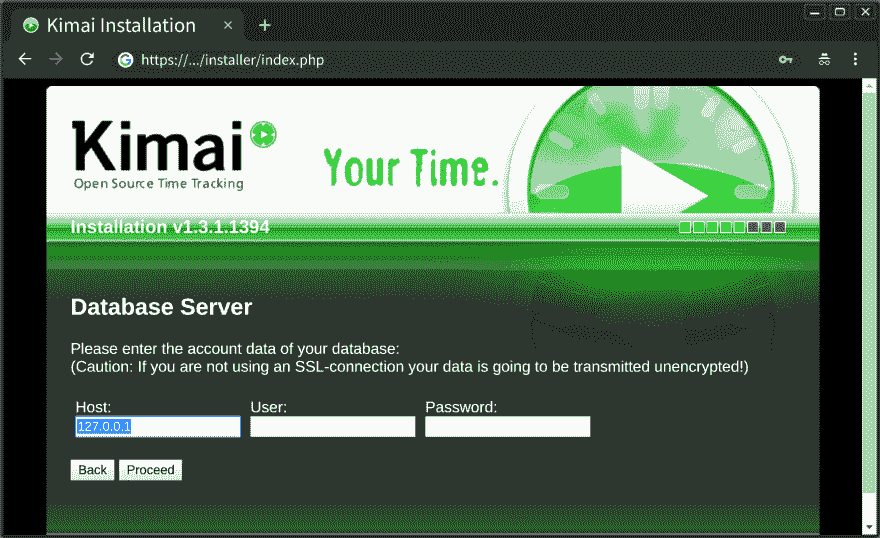 Kimai Installation
https://.../installer/index.php
Kimai
Open Source Time Tracking
Your Time.
Installation v1.3.1.1394
Database Server
Please enter the account data of your database:
(Caution: If you are not using an SSL-connection your data is going to be transmitted unencrypted!)
Host: User: Password:
127.0.0.1
Back Proceed